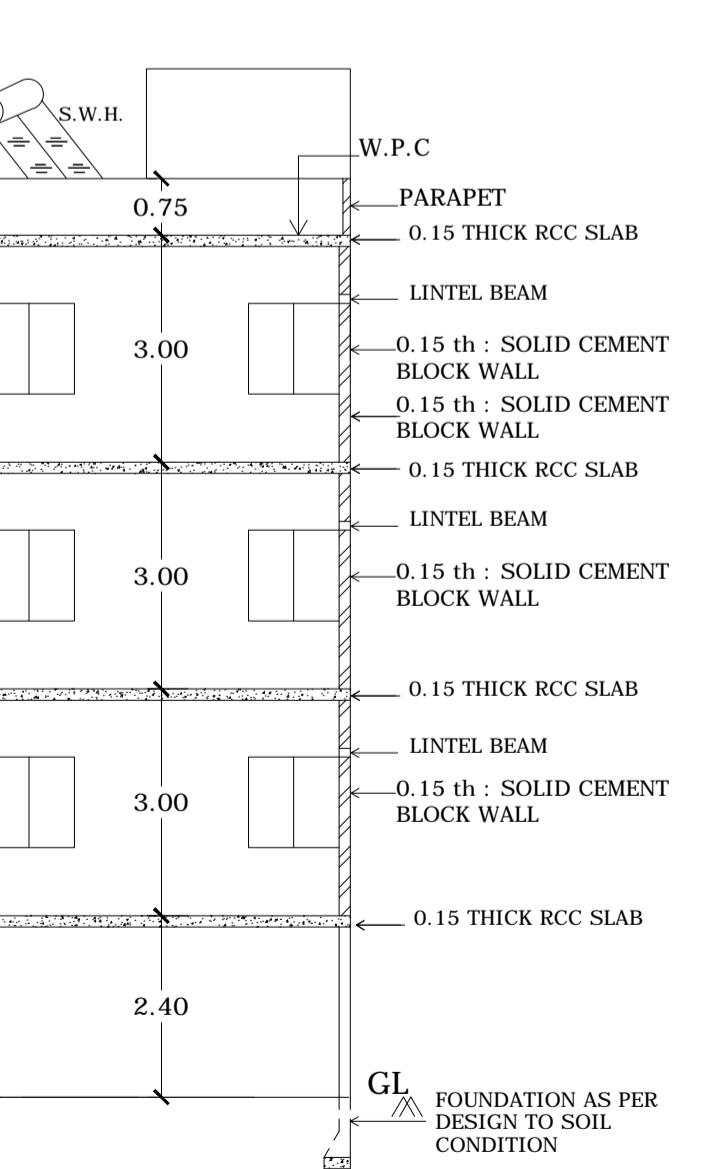 S.W.H.
W.P.C
PARAPET
0.75
0.15 THICK RCC SLAB
LINTEL BEAM
3.00
0.15 th : SOLID CEMENT
BLOCK WALL
0.15 th : SOLID CEMENT
BLOCK WALL
0.15 THICK RCC SLAB
LINTEL BEAM
3.00
0.15 th : SOLID CEMENT
BLOCK WALL
0.15 THICK RCC SLAB
LINTEL BEAM
3.00
0.15 th : SOLID CEMENT
BLOCK WALL
0.15 THICK RCC SLAB
2.40
GL
FOUNDATION AS PER
DESIGN TO SOIL
CONDITION